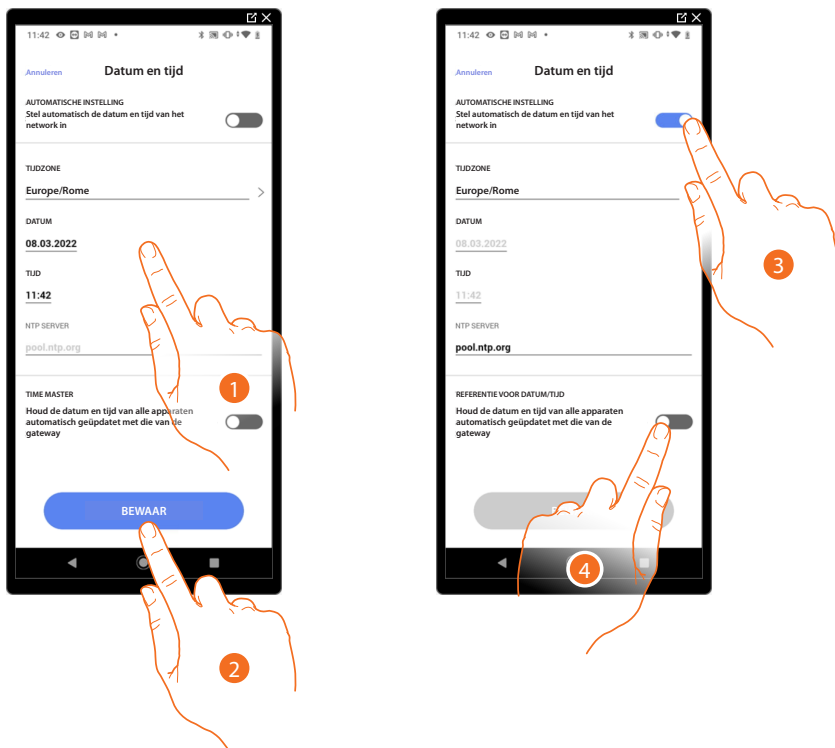 11:42
Annuleren
Datum en tijd
AUTOMATISCHE INSTELLING
Stel automatisch de datum en tijd van het
network in
TIJDZONE
Europe/Rome
DATUM
08.03.2022
TIJD
11:42
NTP SERVER
pool.ntp.org
1
TIME MASTER
Houd de datum en tijd van alle apparaten
automatisch geüpdatet met die van de
gateway
BEWAAR
2
11:42
Annuleren
Datum en tijd
AUTOMATISCHE INSTELLING
Stel automatisch de datum en tijd van het
network in
3
TIJDZONE
Europe/Rome
DATUM
08.03.2022
TIJD
11:42
NTP SERVER
pool.ntp.org
REFERENTIE VOOR DATUM/TIJD
Houd de datum en tijd van alle apparaten
automatisch geüpdatet met die van de
gateway
4